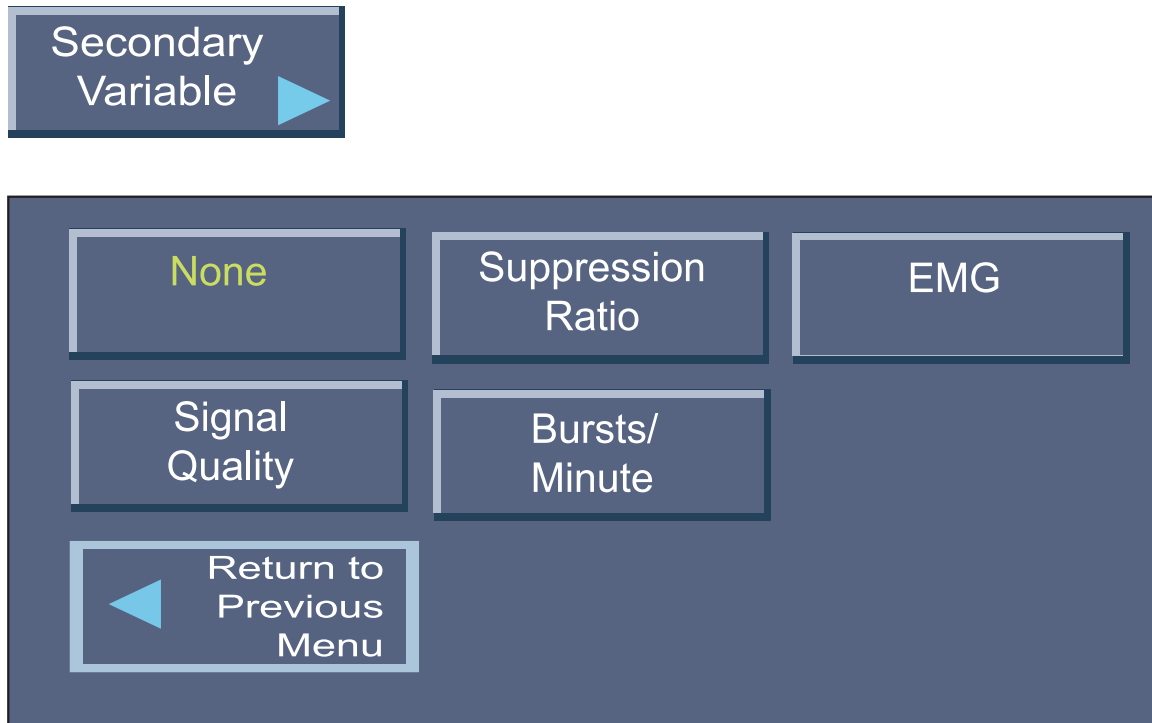 Secondary
Variable
None
Suppression
Ratio
EMG
Signal
Quality
Bursts/
Minute
Return to
Previous
Menu